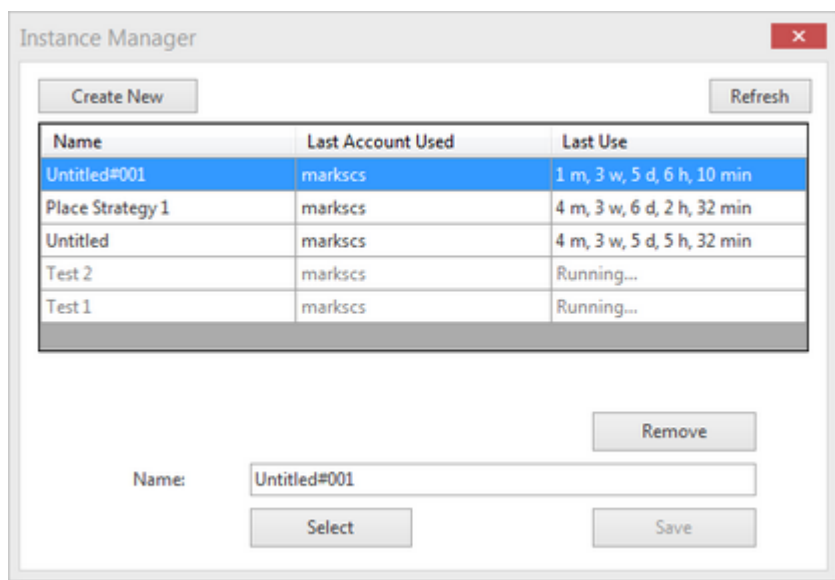 Instance Manager
Create New Refresh
Name Last Account Used Last Use
Untitled#001 markscs 1 m, 3 w, 5 d, 6 h, 10 min
Place Strategy 1 markscs 4 m, 3 w, 6 d, 2 h, 32 min
Untitled markscs 4 m, 3 w, 5 d, 5 h, 32 min
Test 2 markscs Running...
Test 1 markscs Running...
Remove
Name: Untitled#001
Select Save